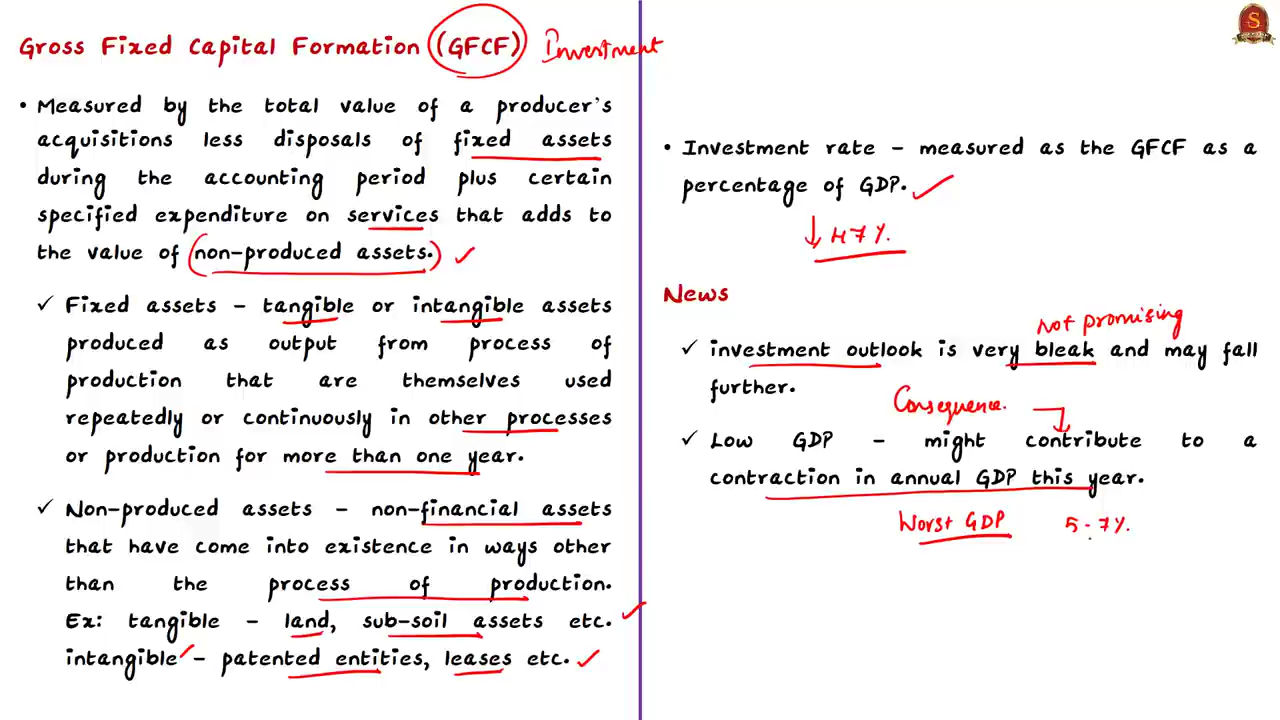 Gross Fixed Capital Formation (GFCF) Investment
• Measured by the total value of a producer's
acquisitions less disposals of fixed assets
during the accounting period plus certain
specified expenditure on services that adds to
the value of (non-produced assets.)
✓ Fixed assets – tangible or intangible assets
produced as output from process of
production that are themselves used
repeatedly or continuously in other processes
or production for more than one year.
✓ Non-produced assets – non-financial assets
that have come into existence in ways other
than the process of production.
Ex: tangible – land, sub-soil assets etc.
intangible – patented entities, leases etc.
• Investment rate – measured as the GFCF as a
percentage of GDP.
↓ 47%.
News
Not promising
✓ investment outlook is very bleak and may fall
further.
Consequence.
✓ Low GDP – might contribute to a
contraction in annual GDP this year.
Worst GDP 5-7%.
S